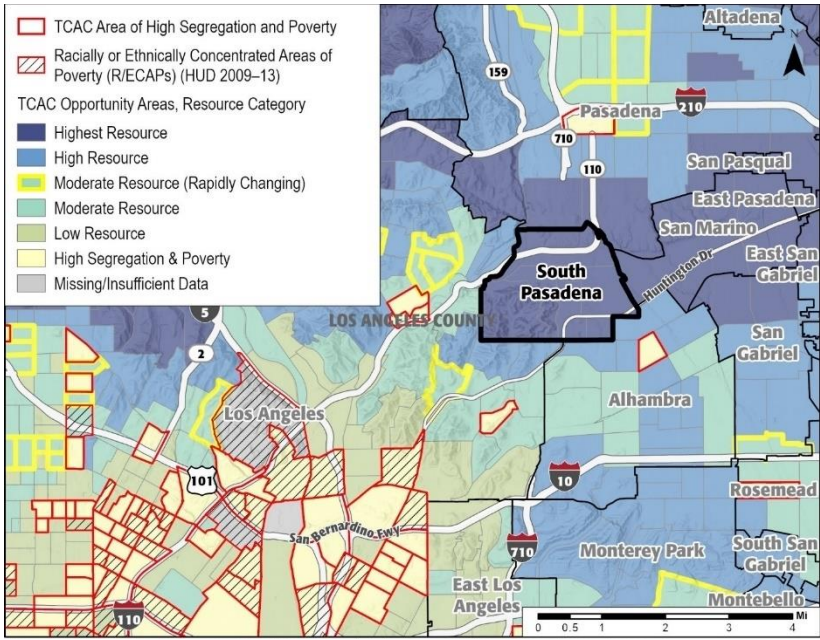 TCAC Area of High Segregation and Poverty
Racially or Ethnically Concentrated Areas of
Poverty (R/ECAPs) (HUD 2009–13)
TCAC Opportunity Areas, Resource Category
Highest Resource
High Resource
Moderate Resource (Rapidly Changing)
Moderate Resource
Low Resource
High Segregation & Poverty
Missing/Insufficient Data
Altadena
N
159
Pasadena
210
710
110
San Pasqual
East Pasadena
San Marino
East San
Gabriel
South
Pasadena
Huntington Dr
5
LOS ANGELES COUNTY
2
San
Gabriel
Los Angeles
Alhambra
101
10
Rosemead
San Bernardino Fwy
710
Monterey Park
South San
Gabriel
East Los
Angeles
Montebello
110
Mi
0 0.5 1 2 3 4